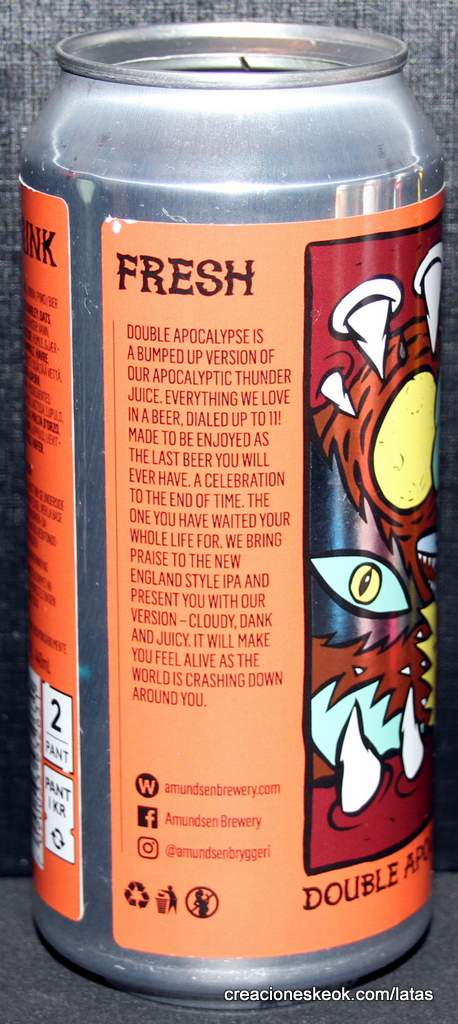 FRESH
DOUBLE APOCALYPSE IS
A BUMPED UP VERSION OF
OUR APOCALYPTIC THUNDER
JUICE. EVERYTHING WE LOVE
IN A BEER, DIALED UP TO 11!
MADE TO BE ENJOYED AS
THE LAST BEER YOU WILL
EVER HAVE. A CELEBRATION
TO THE END OF TIME. THE
ONE YOU HAVE WAITED YOUR
WHOLE LIFE FOR. WE BRING
PRAISE TO THE NEW
ENGLAND STYLE IPA AND
PRESENT YOU WITH OUR
VERSION – CLOUDY, DANK
AND JUICY. IT WILL MAKE
YOU FEEL ALIVE AS THE
WORLD IS CRASHING DOWN
AROUND YOU.
W amundsenbrewery.com
f Amundsen Brewery
@amundsenbryggeri
DOUBLE APO
2
PANT
PANT
1 KR
creacioneskeok.com/latas